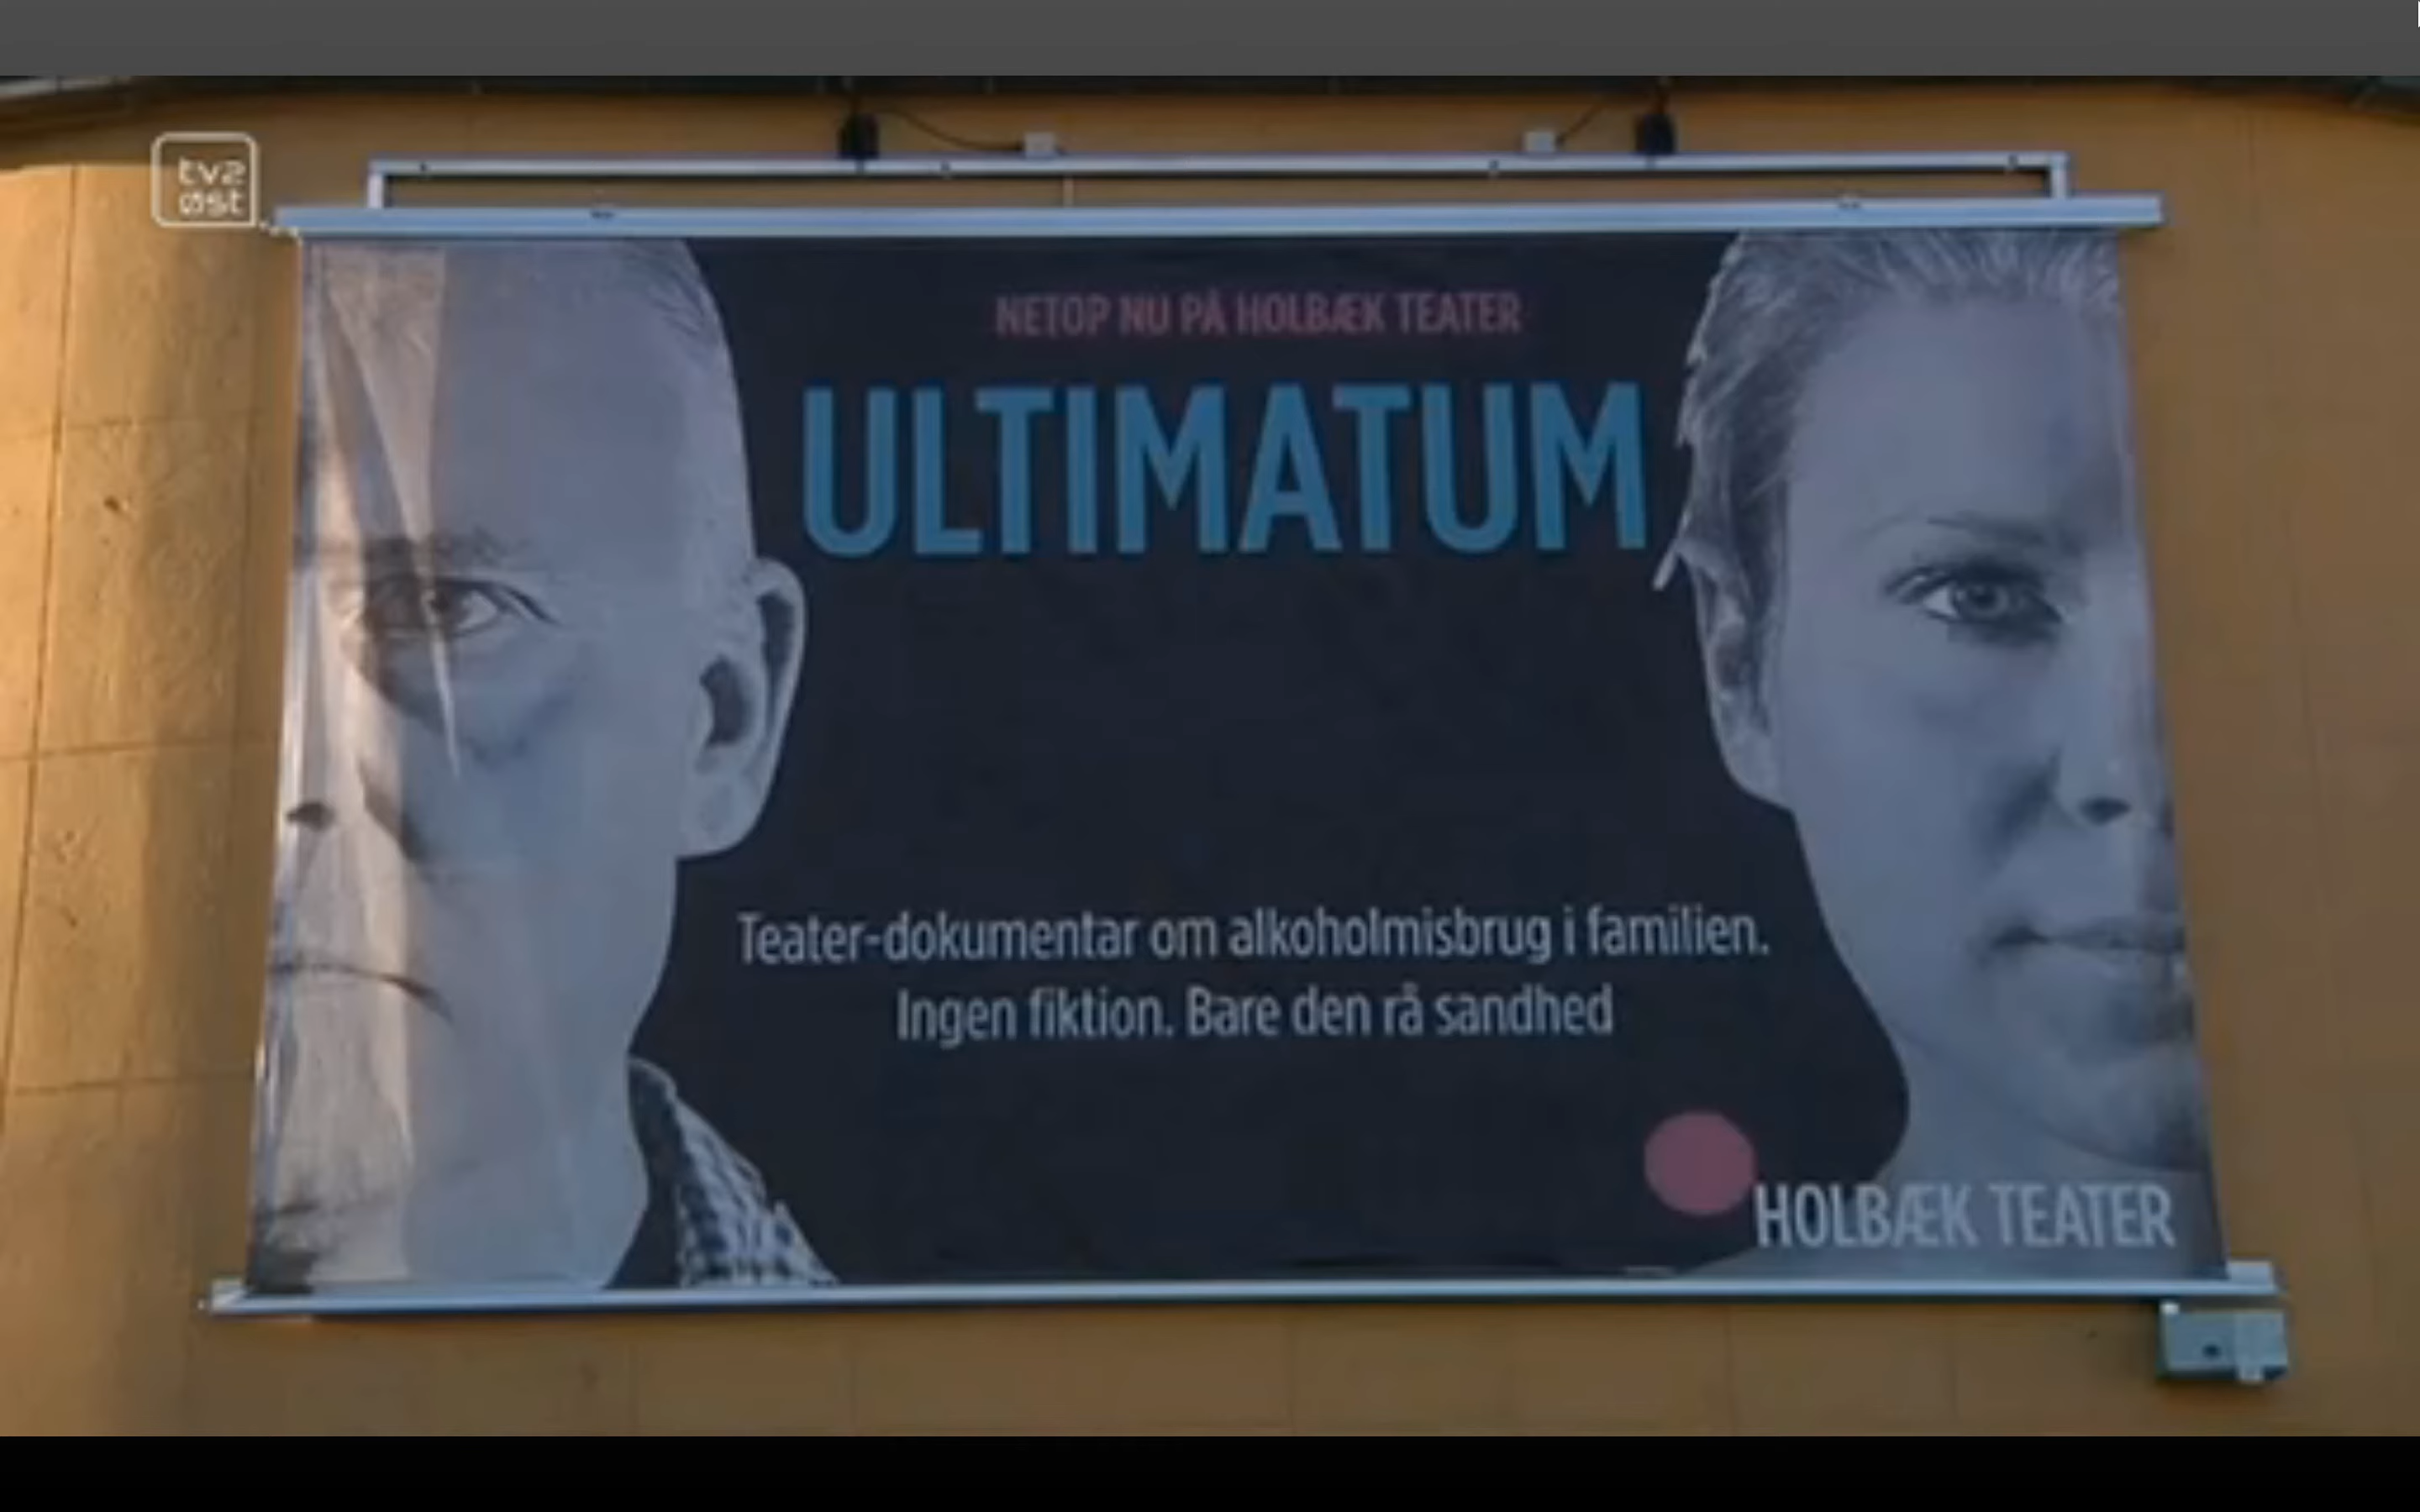 tv2
øst
NETOP NU PÅ HOLBÆK TEATER
ULTIMATUM
Teater-dokumentar om alkoholmisbrug i familien.
Ingen fiktion. Bare den rå sandhed
HOLBÆK TEATER